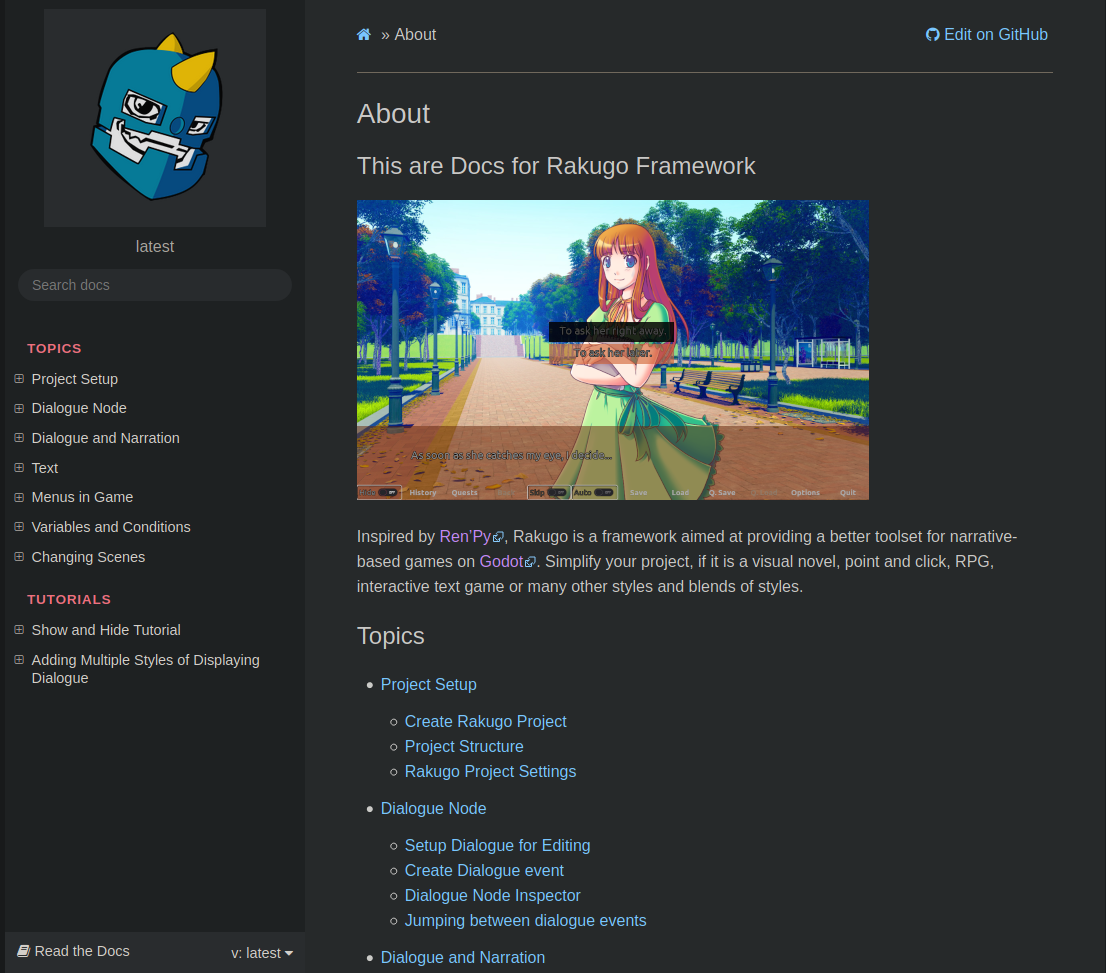 latest
Search docs
TOPICS
Project Setup
Dialogue Node
Dialogue and Narration
Text
Menus in Game
Variables and Conditions
Changing Scenes
TUTORIALS
Show and Hide Tutorial
Adding Multiple Styles of Displaying
Dialogue
Read the Docs
v: latest
» About
Edit on GitHub
About
This are Docs for Rakugo Framework
To ask her right away.
To ask her later.
As soon as she catches my eye, I decide...
History Quests Skip Auto Save Load Q. Save Options Quit
Inspired by Ren'Py, Rakugo is a framework aimed at providing a better toolset for narrative-
based games on Godot. Simplify your project, if it is a visual novel, point and click, RPG,
interactive text game or many other styles and blends of styles.
Topics
• Project Setup
○ Create Rakugo Project
○ Project Structure
○ Rakugo Project Settings
• Dialogue Node
○ Setup Dialogue for Editing
○ Create Dialogue event
○ Dialogue Node Inspector
○ Jumping between dialogue events
• Dialogue and Narration